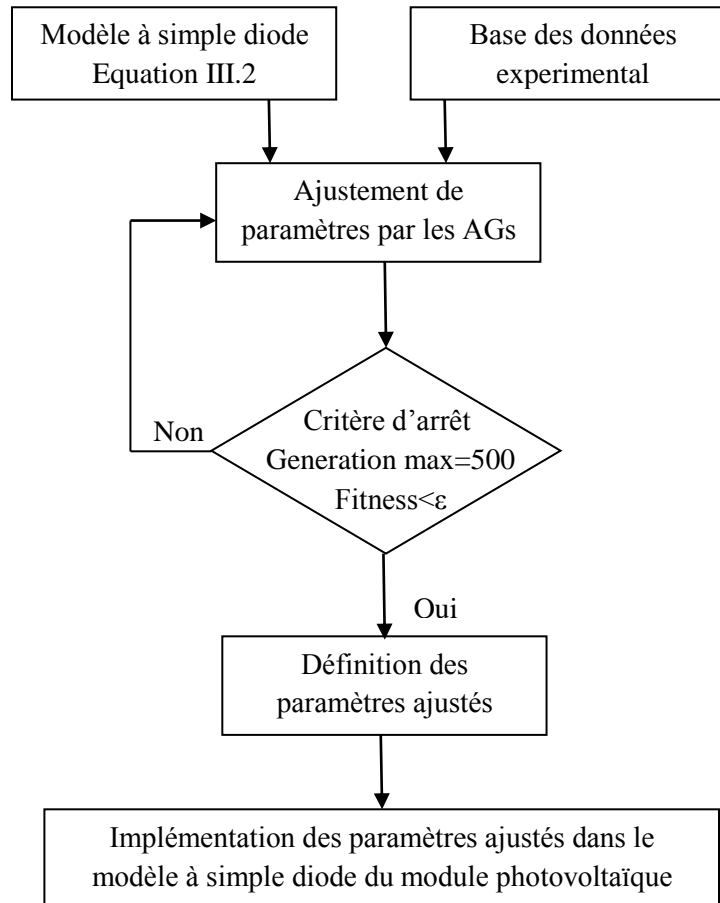 Modèle à simple diode
Equation III.2
Base des données
experimental
Ajustement de
paramètres par les AGs
Non
Critère d’arrêt
Generation max=500
Fitness<ε
Oui
Définition des
paramètres ajustés
Implémentation des paramètres ajustés dans le
modèle à simple diode du module photovoltaïque